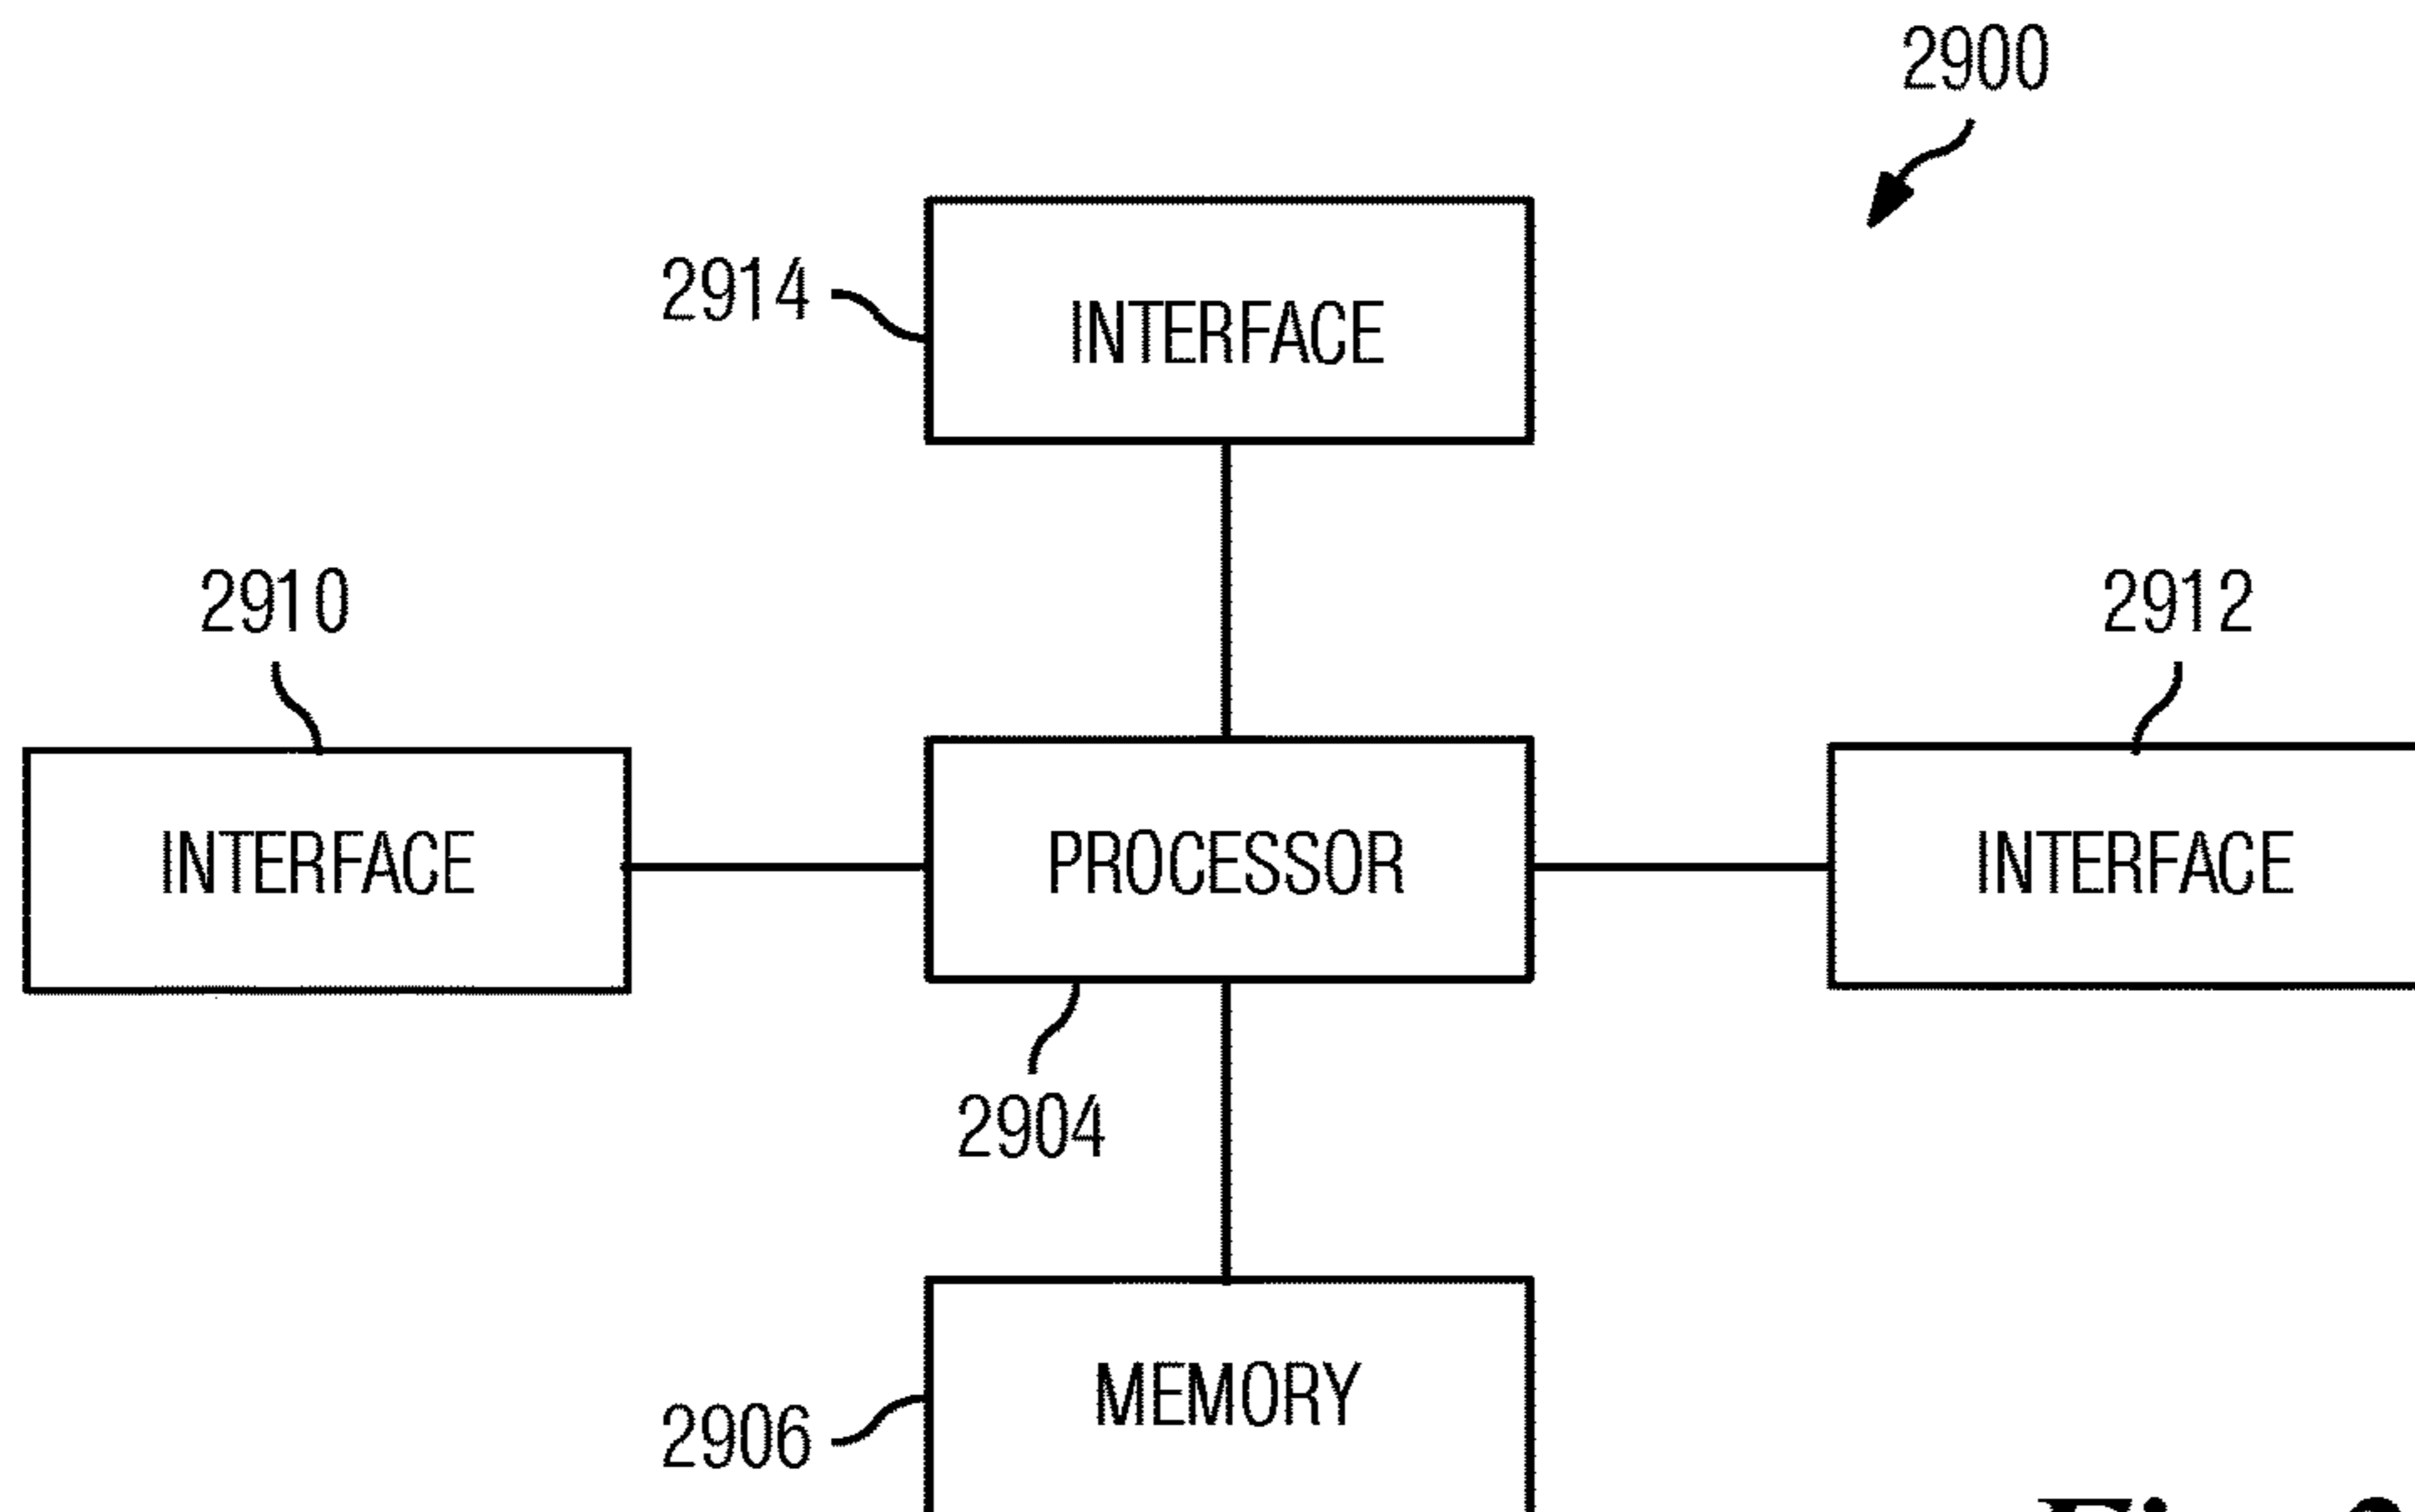 2900
2914
INTERFACE
2910
2912
INTERFACE
PROCESSOR
INTERFACE
2904
MEMORY
2906